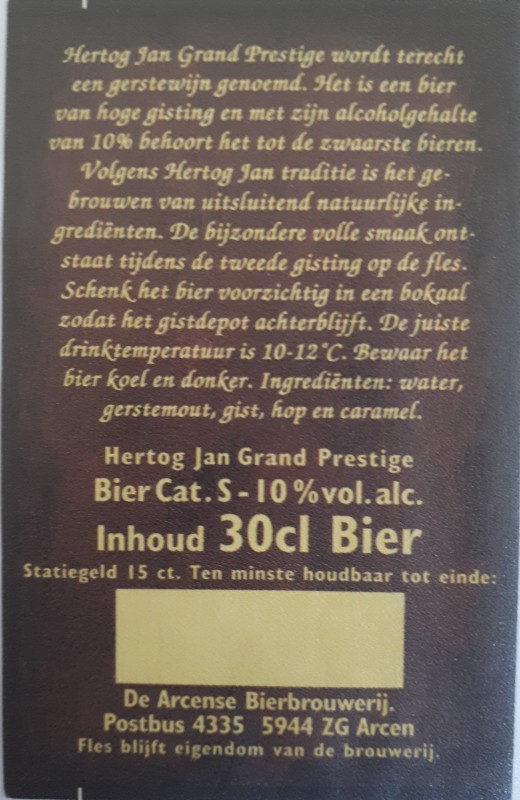 Hertog Jan Grand Prestige wordt terecht
een gerstewijn genoemd. Het is een bier
van hoge gisting en met zijn alcoholgehalte
van 10% behoort het tot de zwaarste bieren.
Volgens Hertog Jan traditie is het ge-
brouwen van uitsluitend natuurlijke in-
grediënten. De bijzondere volle smaak ont-
staat tijdens de tweede gisting op de fles.
Schenk het bier voorzichtig in een bokaal
zodat het gistdepot achterblijft. De juiste
drinktemperatuur is 10-12°C. Bewaar het
bier koel en donker. Ingrediënten: water,
gerstemout, gist, hop en caramel.
Hertog Jan Grand Prestige
Bier Cat. S - 10 % vol. alc.
Inhoud 30cl Bier
Statiegeld 15 ct. Ten minste houdbaar tot einde:
De Arcense Bierbrouwerij.
Postbus 4335 5944 ZG Arcen
Fles blijft eigendom van de brouwerij.